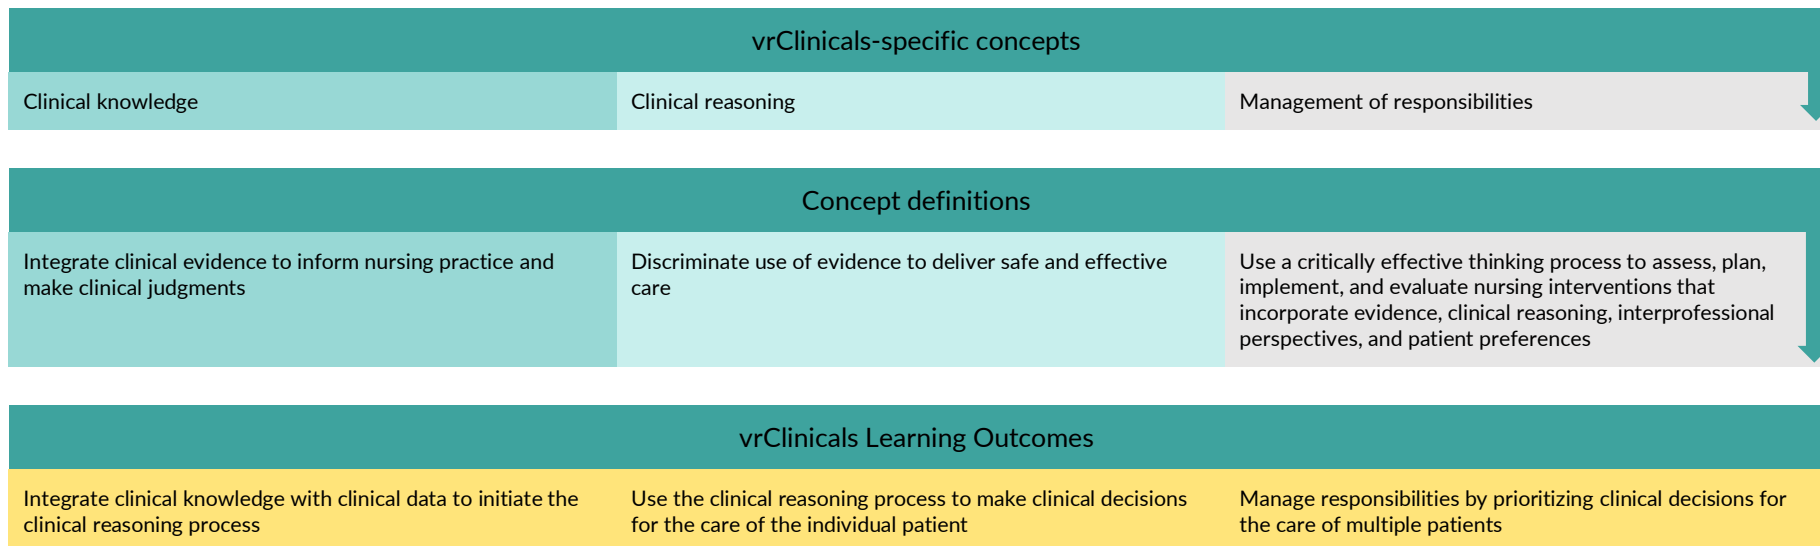 vrClinicals-specific concepts
Clinical knowledge
Clinical reasoning
Management of responsibilities
Concept definitions
Integrate clinical evidence to inform nursing practice and
make clinical judgments
Discriminate use of evidence to deliver safe and effective
care
Use a critically effective thinking process to assess, plan,
implement, and evaluate nursing interventions that
incorporate evidence, clinical reasoning, interprofessional
perspectives, and patient preferences
vrClinicals Learning Outcomes
Integrate clinical knowledge with clinical data to initiate the
clinical reasoning process
Use the clinical reasoning process to make clinical decisions
for the care of the individual patient
Manage responsibilities by prioritizing clinical decisions for
the care of multiple patients